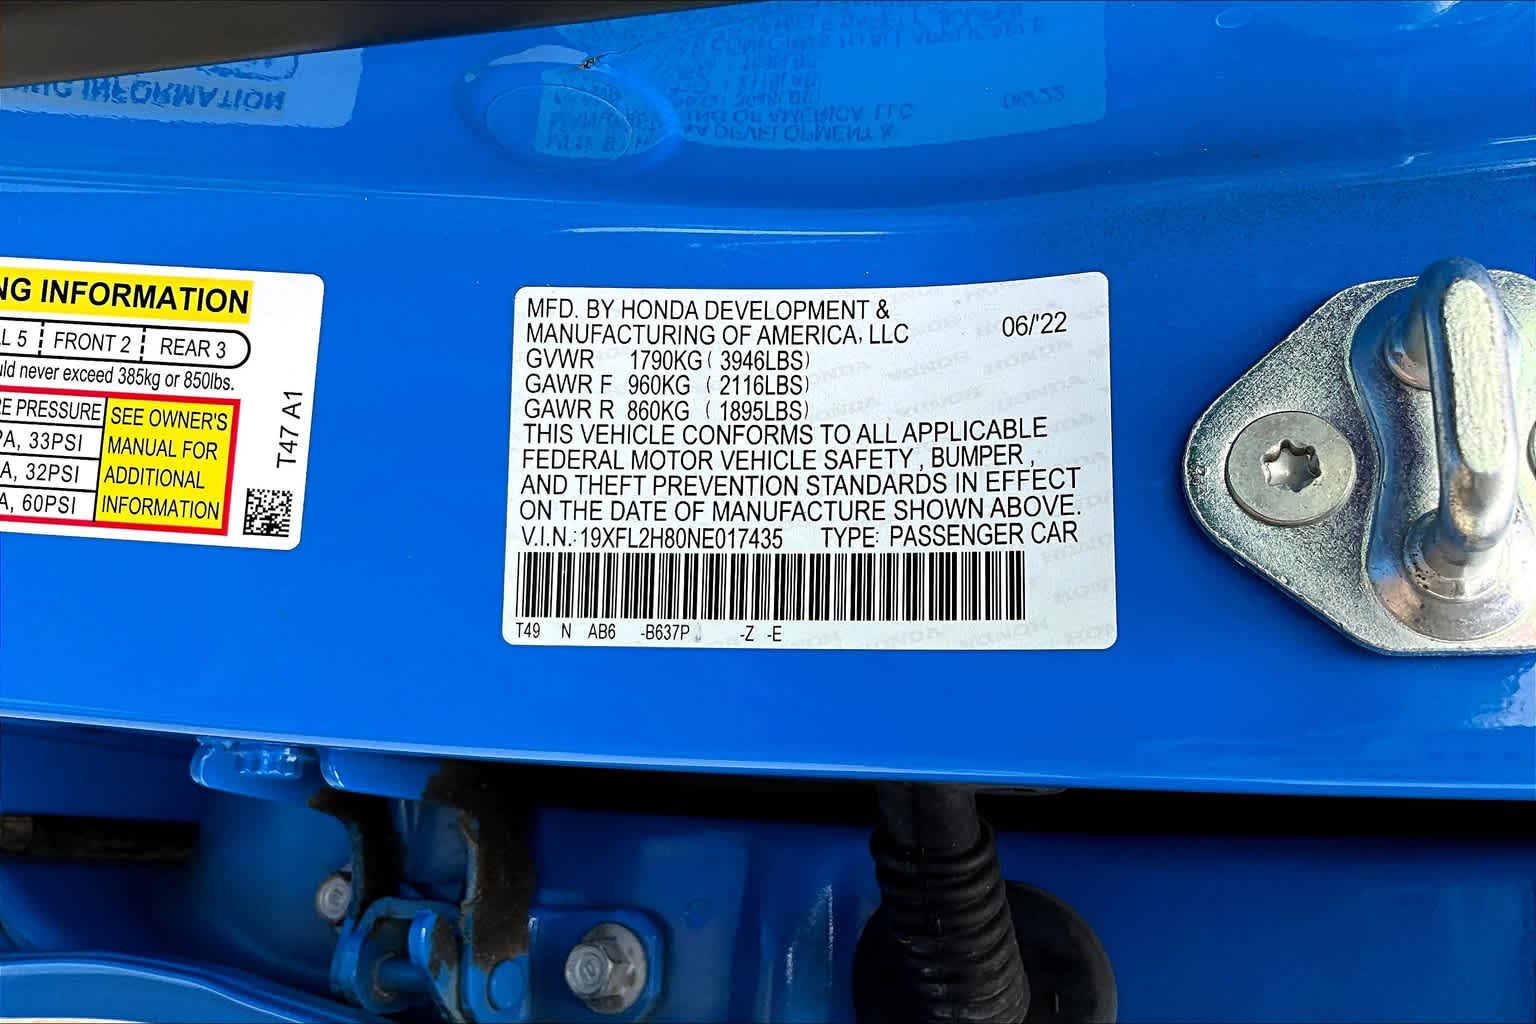 NG INFORMATION
L 5 FRONT 2 REAR 3
uld never exceed 385kg or 850lbs.
E PRESSURE
PA, 33PSI
A, 32PSI
A, 60PSI
SEE OWNER'S
MANUAL FOR
ADDITIONAL
INFORMATION
T47 A1
MFD. BY HONDA DEVELOPMENT &
MANUFACTURING OF AMERICA, LLC 06/'22
GVWR 1790KG ( 3946LBS)
GAWR F 960KG ( 2116LBS)
GAWR R 860KG ( 1895LBS)
THIS VEHICLE CONFORMS TO ALL APPLICABLE
FEDERAL MOTOR VEHICLE SAFETY , BUMPER ,
AND THEFT PREVENTION STANDARDS IN EFFECT
ON THE DATE OF MANUFACTURE SHOWN ABOVE.
V.I.N.: 19XFL2H80NE017435 TYPE: PASSENGER CAR
T49 N AB6 -B637P -Z -E